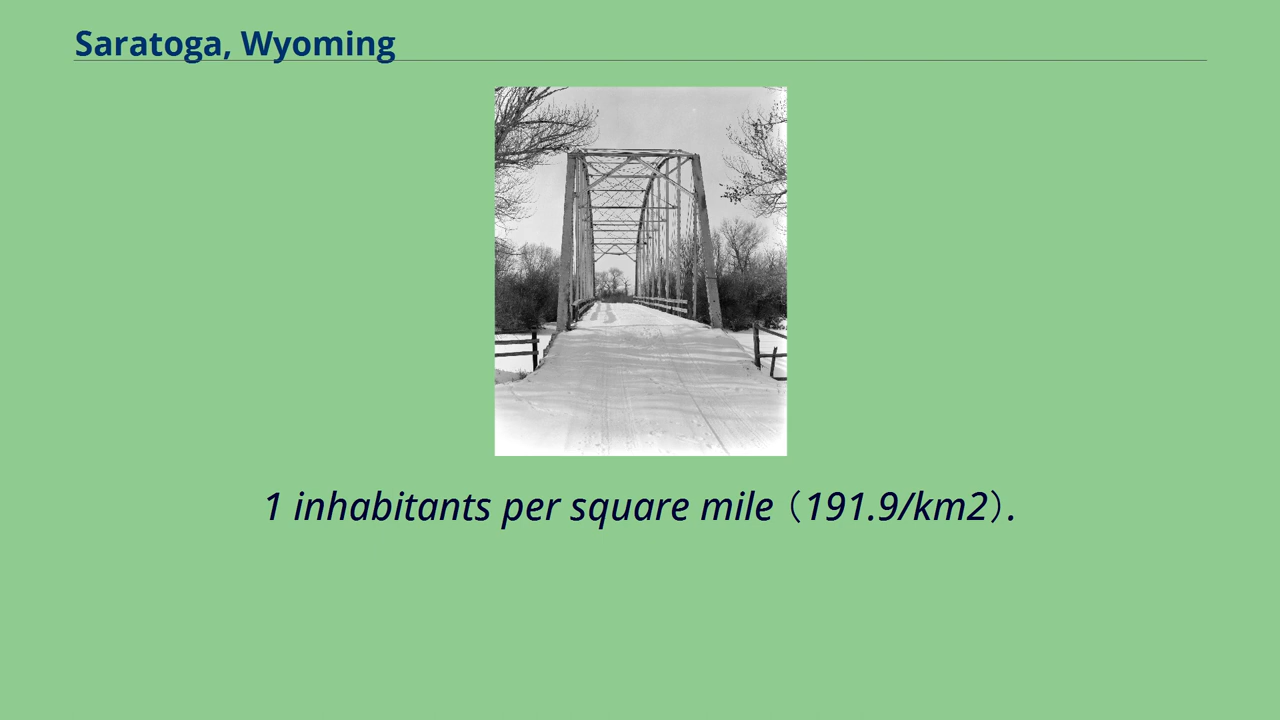 Saratoga, Wyoming
1 inhabitants per square mile（191.9/km2）.